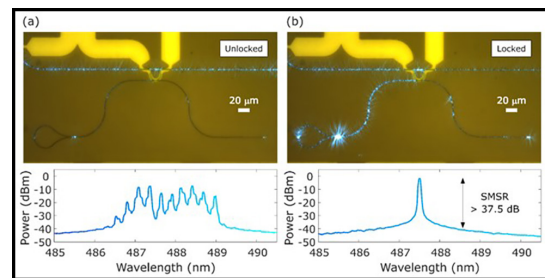 (a)
Unlocked
20 μm
(b)
Locked
20 μm
Power (dBm)
0
-10
-20
-30
-40
-50
485
486
487
488
489
490
Wavelength (nm)
Power (dBm)
0
-10
-20
-30
-40
-50
SMSR
> 37.5 dB
485
486
487
488
489
490
Wavelength (nm)